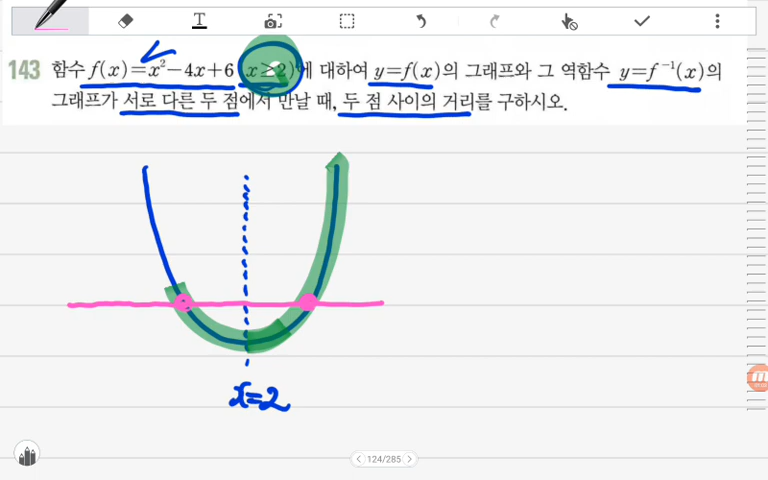 143 함수 f(x)=x²−4x+6 (x≥2)에 대하여 y=f(x)의 그래프와 그 역함수 y=f⁻¹(x)의
그래프가 서로 다른 두 점에서 만날 때, 두 점 사이의 거리를 구하시오.
x=2
124/285